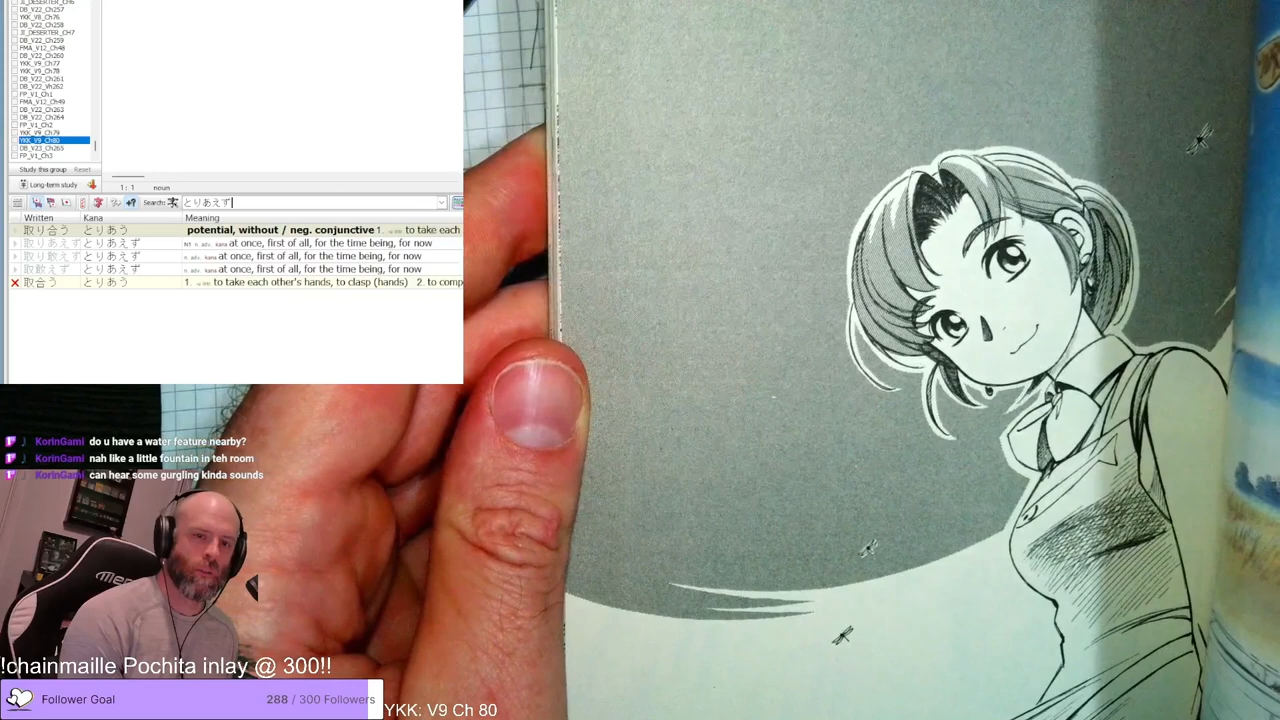 JI_DESERTER_CH6
DB_V22_Ch257
YKK_V8_Ch76
DB_V22_Ch258
JI_DESERTER_CH7
DB_V22_Ch259
FMA_V12_Ch48
DB_V22_Ch260
YKK_V9_Ch77
YKK_V9_Ch78
DB_V22_Ch261
DB_V22_Vh262
FP_V1_Ch1
FMA_V12_Ch49
DB_V22_Ch263
DB_V22_Ch264
FP_V1_Ch2
YKK_V9_Ch79
YKK_V9_Ch80
DB_V23_Ch265
FP_V1_Ch3
Study this group Reset
Long-term study 1: 1 noun
Search: とりあえず
Written Kana Meaning
取り合う とりあう potential, without / neg. conjunctive 1. to take each
取りあえず とりあえず at once, first of all, for the time being, for now
取り敢えず とりあえず at once, first of all, for the time being, for now
取敢えず とりあえず at once, first of all, for the time being, for now
取合う とりあう 1. to take each other's hands, to clasp (hands) 2. to comp
KorinGami do u have a water feature nearby?
KorinGami nah like a little fountain in teh room
KorinGami can hear some gurgling kinda sounds
!chainmaille Pochita inlay @ 300!!
Follower Goal 288 / 300 Followers
YKK: V9 Ch 80